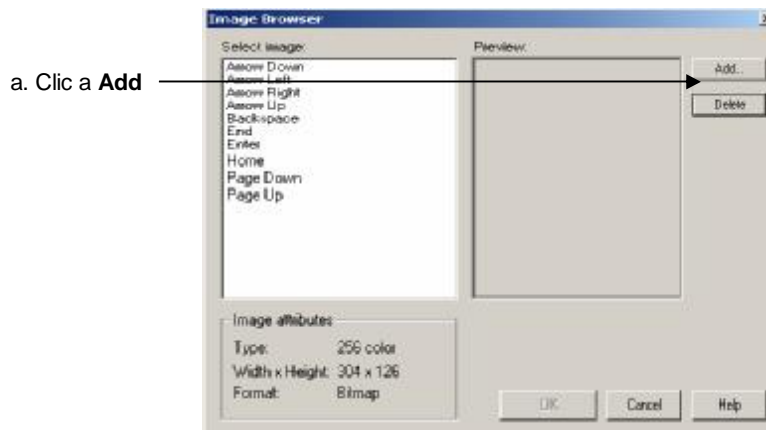 Image Browser
Select image:
Preview:
a. Clic a Add
Arrow Down
Arrow Left
Arrow Right
Arrow Up
Backspace
End
Enter
Home
Page Down
Page Up
Add...
Delete
Image attributes
Type: 256 color
Width x Height: 304 x 126
Format: Bitmap
OK
Cancel
Help